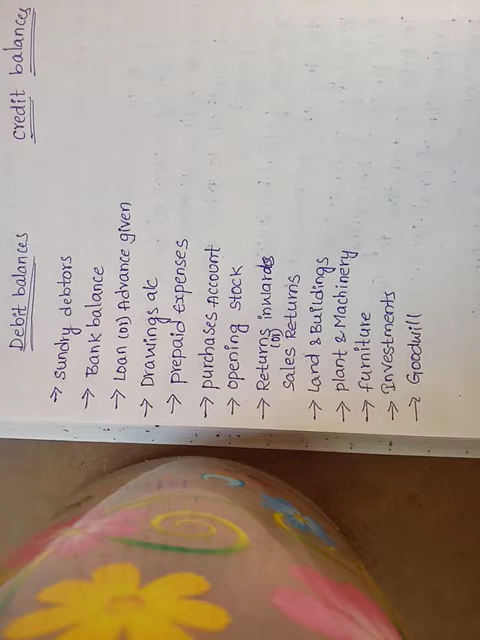 Debit balances
credit balances
→ sundry debtors
→ Bank balance
→ Loan (or) Advance given
→ Drawings a/c
→ prepaid Expenses
→ purchases Account
→ opening stock
→ Returns inwards
(or)
sales Returns
→ Land & Buildings
→ plant & Machinery
→ furniture
→ Investments
→ Goodwill